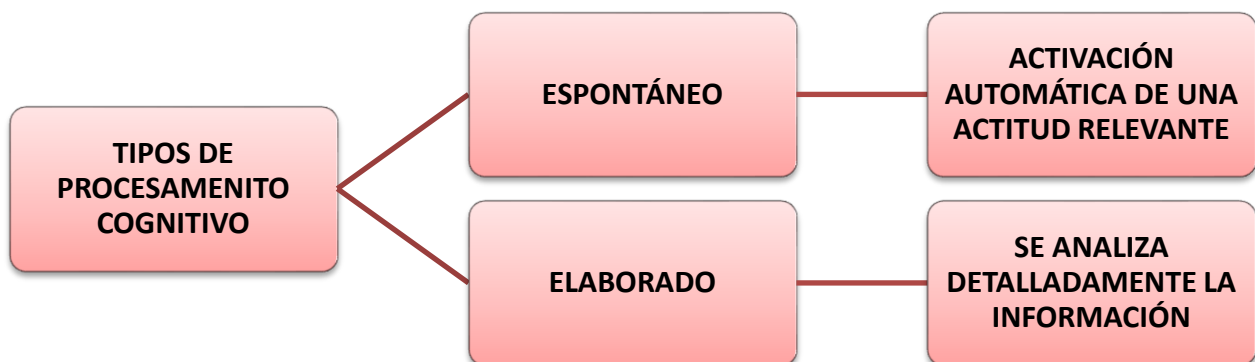 TIPOS DE
PROCESAMENITO
COGNITIVO
ESPONTÁNEO
ACTIVACIÓN
AUTOMÁTICA DE UNA
ACTITUD RELEVANTE
ELABORADO
SE ANALIZA
DETALLADAMENTE LA
INFORMACIÓN